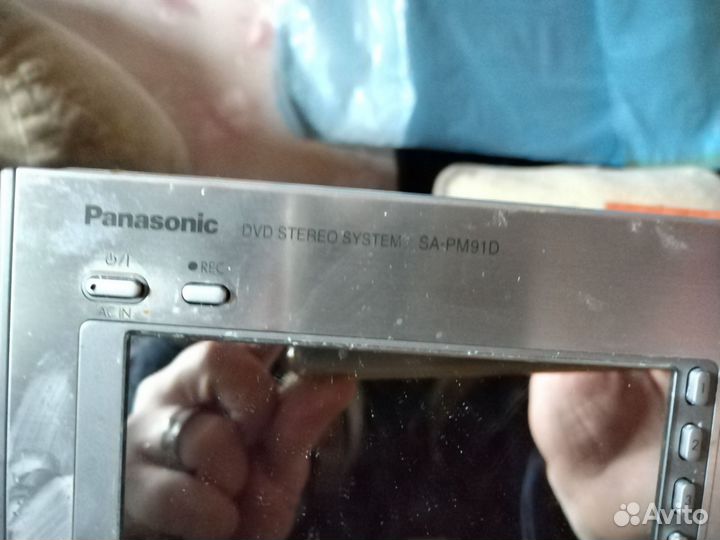 Panasonic DVD STEREO SYSTEM SA-PM91D
⏻/I ● REC
AC IN
1
2
3
Avito